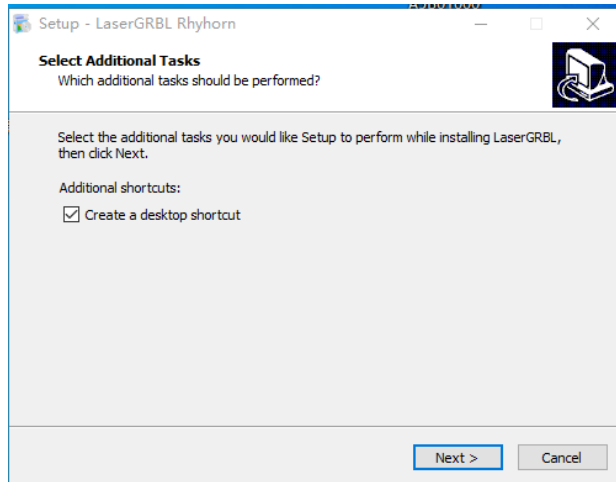 Setup - LaserGRBL Rhyhorn
Select Additional Tasks
Which additional tasks should be performed?
Select the additional tasks you would like Setup to perform while installing LaserGRBL,
then click Next.
Additional shortcuts:
Create a desktop shortcut
Next >
Cancel